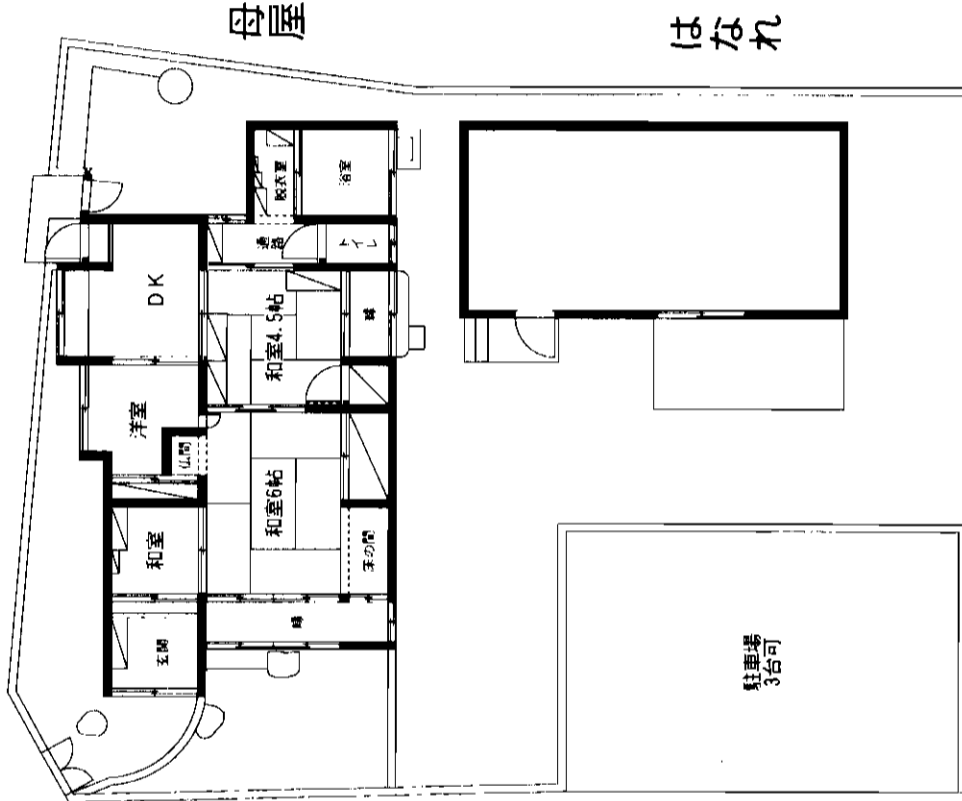 母屋
はなれ
脱衣室
浴室
通路
トイレ
DK
和室4.5帖
縁
洋室
仏間
和室6帖
和室
床の間
縁
玄関
駐車場
3台可